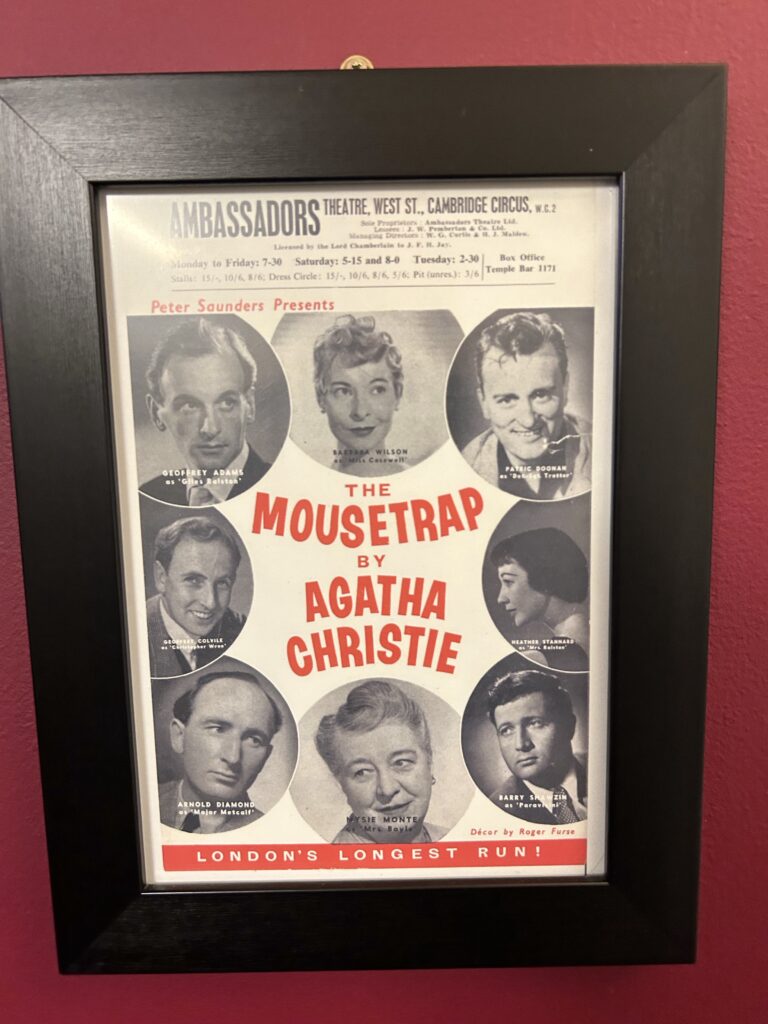 AMBASSADORS THEATRE, WEST ST., CAMBRIDGE CIRCUS, W.C.2
Sole Proprietors : Ambassadors Theatre Ltd.
Lessees : J. W. Pemberton & Co. Ltd.
Managing Directors : W. G. Curtis & H. J. Malden.
Licensed by the Lord Chamberlain to J. F. H. Jay.
Monday to Friday: 7-30 Saturday: 5-15 and 8-0 Tuesday: 2-30
Stalls: 15/-, 10/6, 8/6; Dress Circle: 15/-, 10/6, 8/6, 5/6; Pit (unres.): 3/6
Box Office
Temple Bar 1171
Peter Saunders Presents
GEOFFREY ADAMS
as 'Giles Ralston'
BARBARA WILSON
as 'Miss Casewell'
PATRIC DOONAN
as 'Det. Sgt. Trotter'
THE
MOUSETRAP
BY
AGATHA
CHRISTIE
GEOFFREY COLVILE
as 'Christopher Wren'
HEATHER STANNARD
as 'Mrs. Ralston'
ARNOLD DIAMOND
as 'Major Metcalf'
MYSIE MONTE
as 'Mrs. Boyle'
BARRY SHAWZIN
as 'Paravicini'
Décor by Roger Furse
LONDON'S LONGEST RUN!